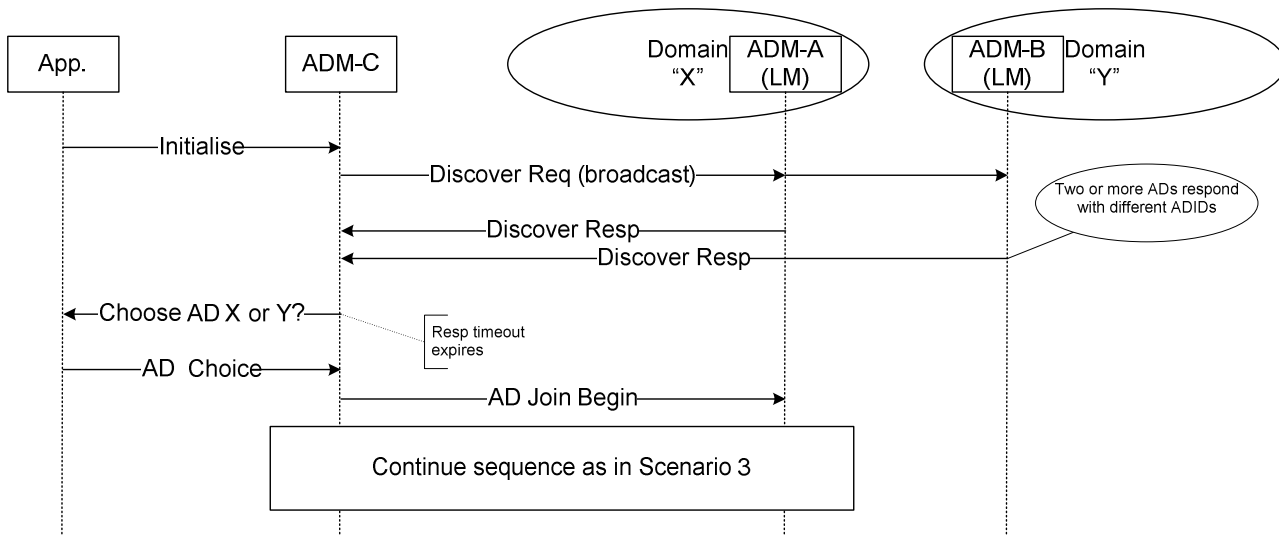 App.
ADM-C
Domain
“X”
ADM-A
(LM)
ADM-B
(LM)
Domain
“Y”
Initialise
Discover Req (broadcast)
Two or more ADs respond
with different ADIDs
Discover Resp
Discover Resp
Choose AD X or Y?
Resp timeout
expires
AD Choice
AD Join Begin
Continue sequence as in Scenario 3